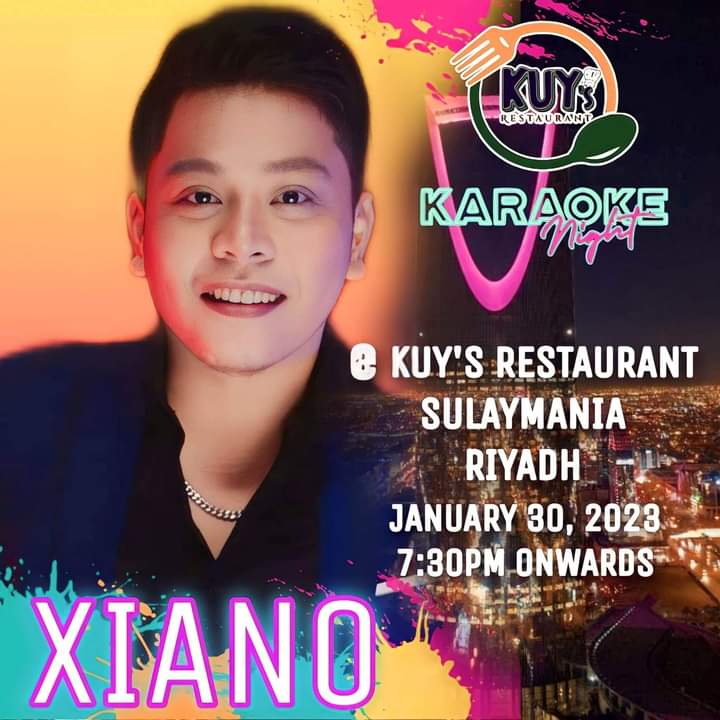 KUY's
RESTAURANT
KARAOKE
Night
@ KUY'S RESTAURANT
SULAYMANIA
RIYADH
JANUARY 30, 2023
7:30PM ONWARDS
XIANO